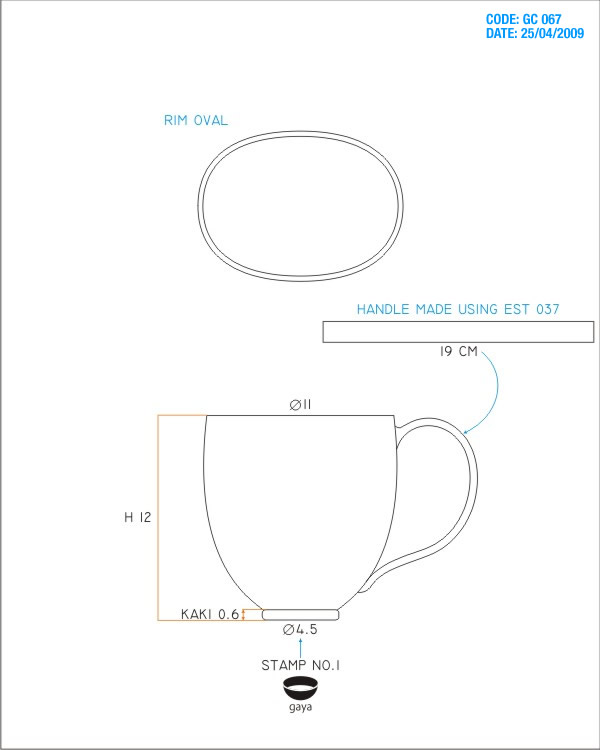 CODE: GC 067
DATE: 25/04/2009
RIM OVAL
HANDLE MADE USING EST 037
19 CM
Ø11
H 12
KAKI 0.6
Ø4.5
STAMP NO.1
gaya